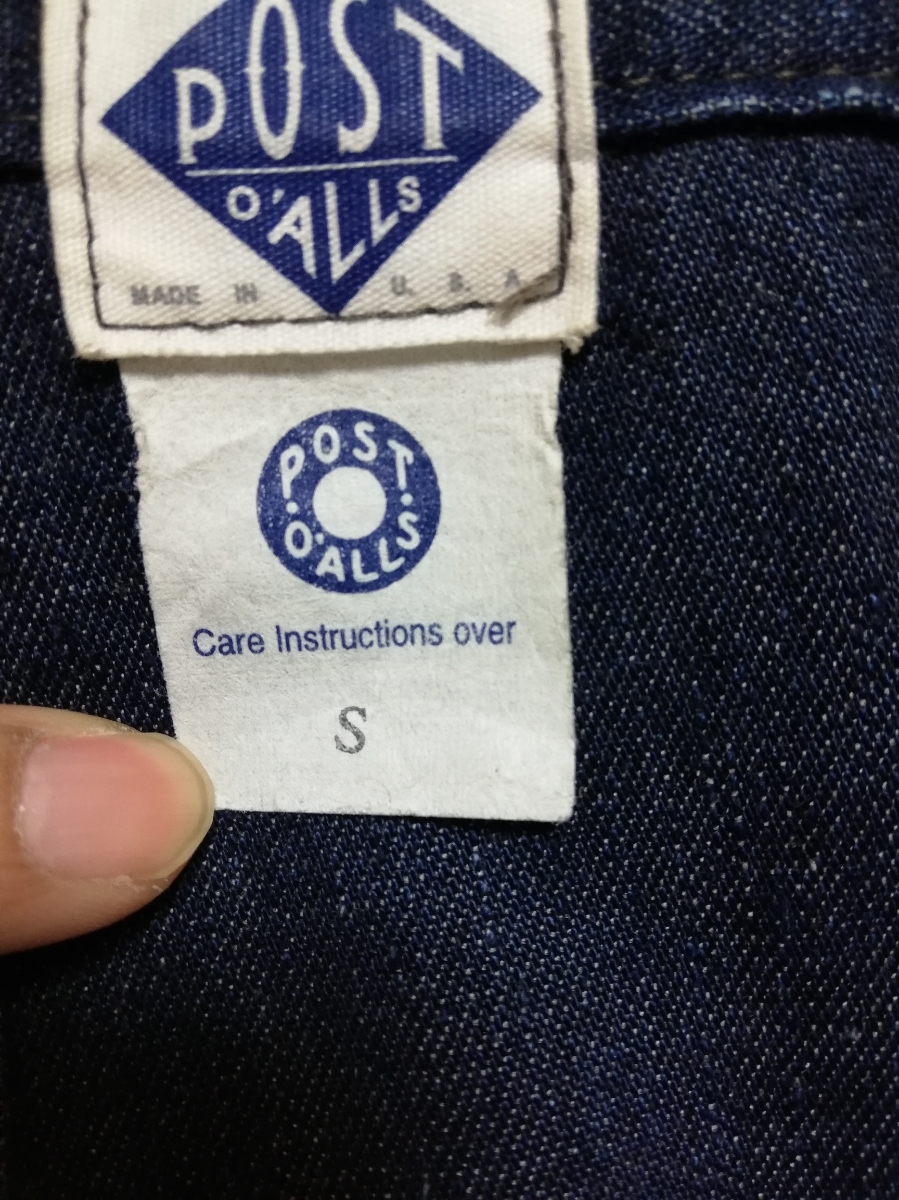 POST
O'ALLS
MADE IN U. S. A
POST
O'ALLS
Care Instructions over
S